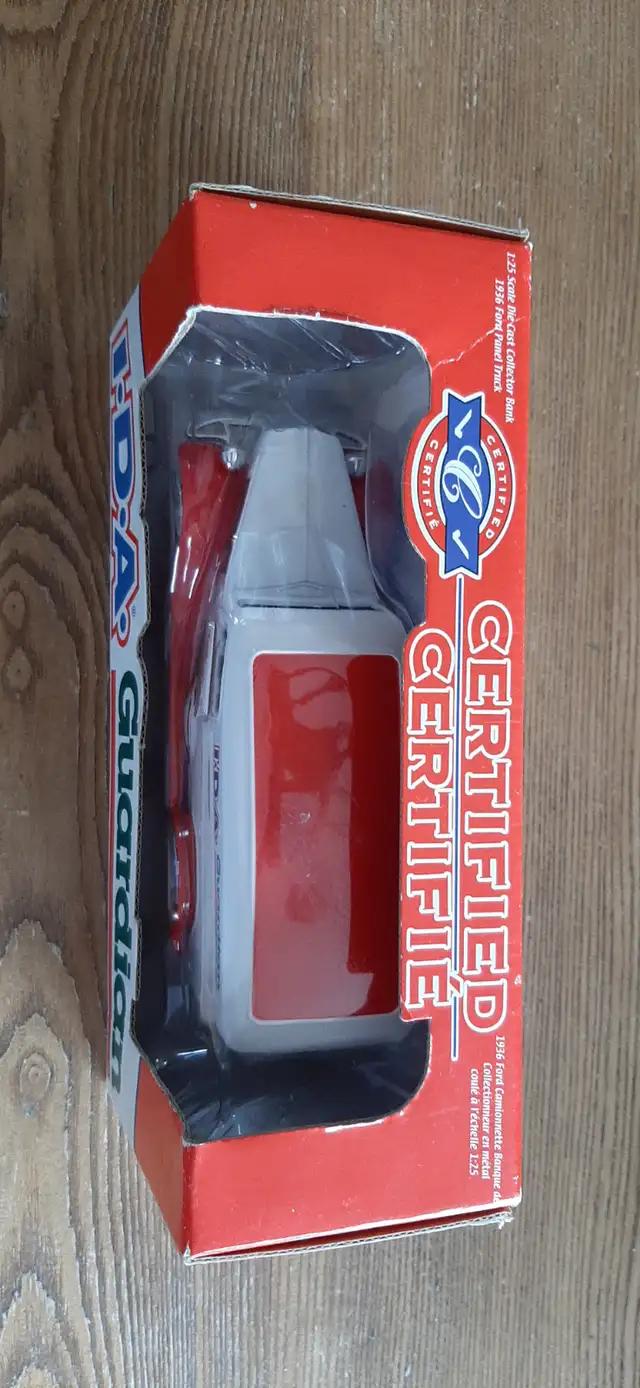 1:25 Scale Die Cast Collector Bank
1936 Ford Panel Truck
CERTIFIED
C
CERTIFIÉ
CERTIFIED
CERTIFIÉ
1936 Ford Camionnette Banque de
Collectionneur en métal
coulé à l'échelle 1:25
I•D•A•® Guardian
I•D•A• Guardian